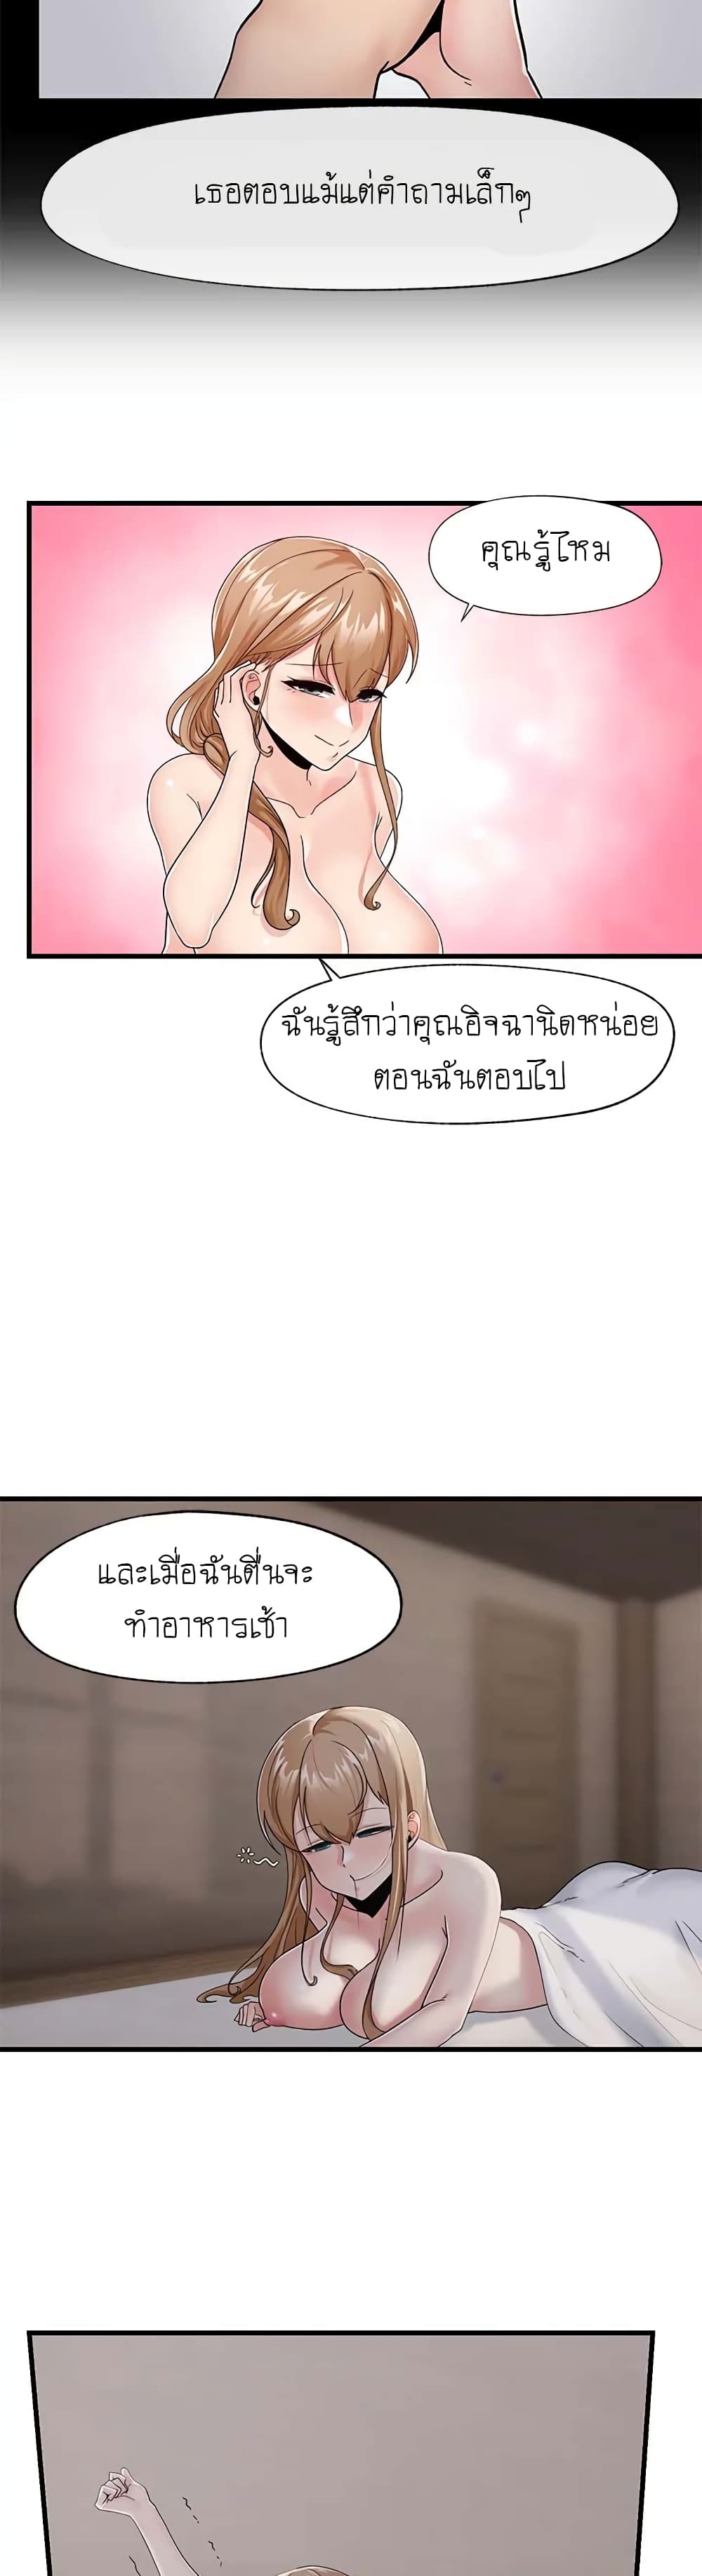 เธอตอบแม้แต่คำถามเล็กๆ
คุณรู้ไหม
ฉันรู้สึกว่าคุณอิจฉานิดหน่อย
ตอนฉันตอบไป
และเมื่อฉันตื่นจะ
ทำอาหารเช้า